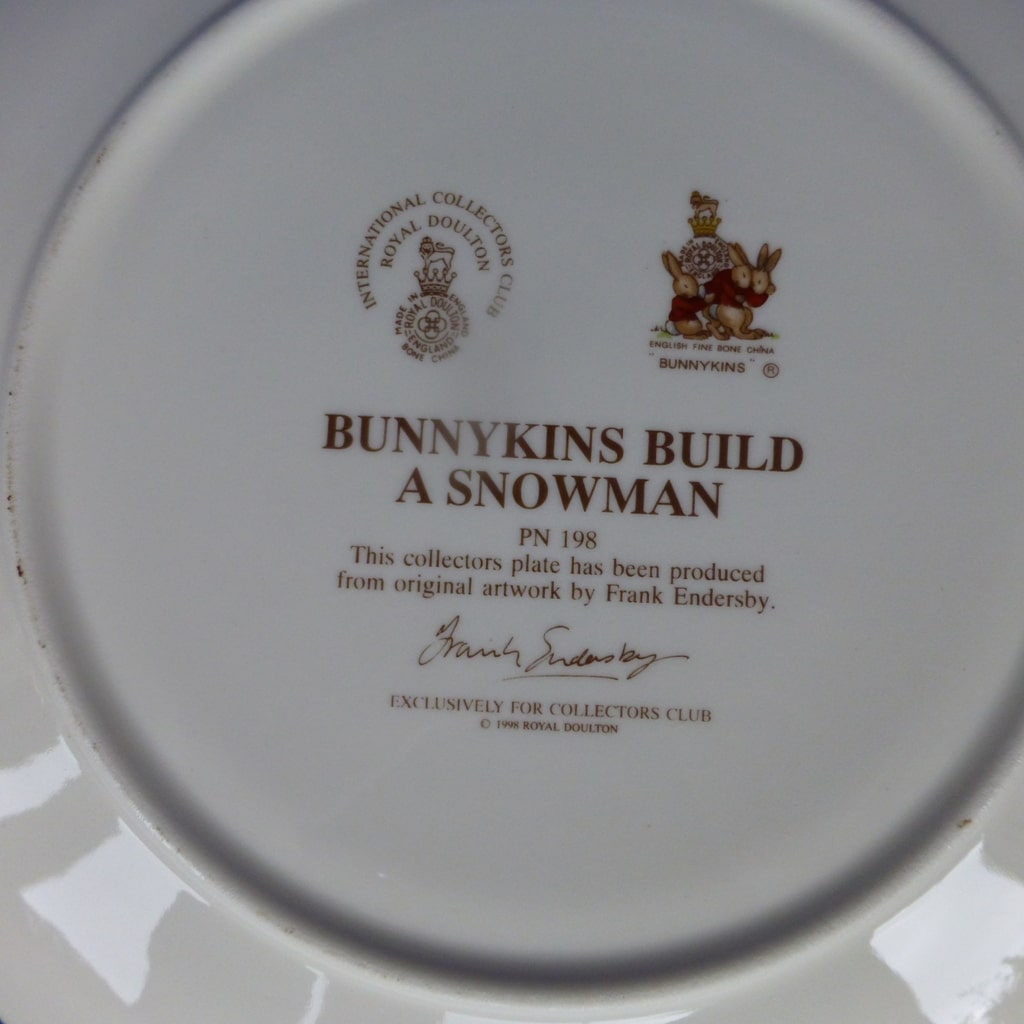 INTERNATIONAL COLLECTORS CLUB
ROYAL DOULTON
MADE IN ENGLAND
ROYAL DOULTON
ENGLAND
BONE CHINA
ENGLISH FINE BONE CHINA
"BUNNYKINS" ®
BUNNYKINS BUILD
A SNOWMAN
PN 198
This collectors plate has been produced
from original artwork by Frank Endersby.
Frank Endersby
EXCLUSIVELY FOR COLLECTORS CLUB
© 1998 ROYAL DOULTON